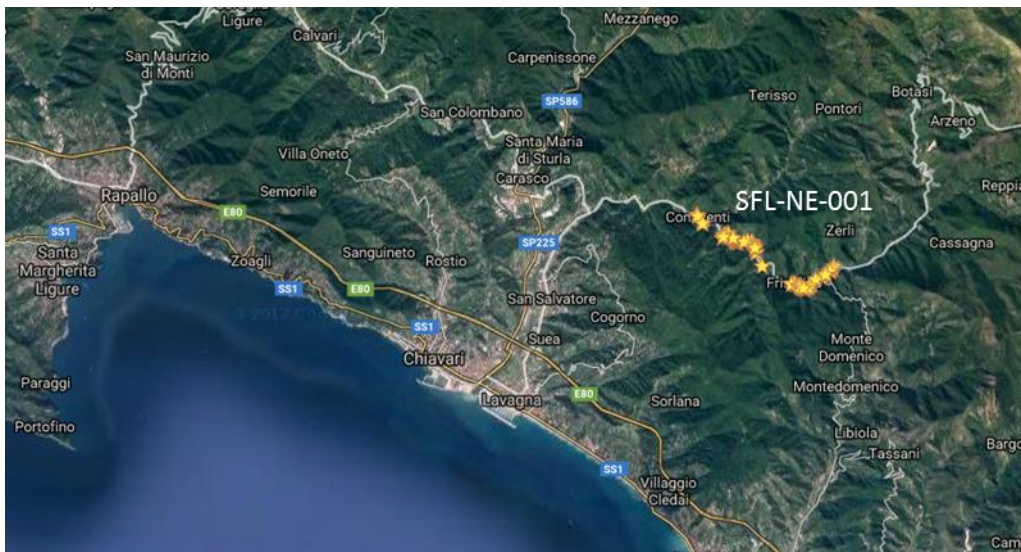 Ligure
Mezzanego
Calvari
San Maurizio
di Monti
Carpenissone
Terisso
Pontori
Botasi
Arzeno
SP586
San Colombano
Santa Maria
di Sturla
Villa Oneto
Carasco
Reppia
Rapallo
Semorile
SFL-NE-001
E80
Zerli
SS1
Cassagna
Santa
Margherita
Ligure
Zoagli
Sanguineto
Rostio
SP225
E80
SS1
San Salvatore
Cogorno
SS1
Suea
Chiavari
Monte
Domenico
Paraggi
Montedomenico
Lavagna
E80
Sorlana
Portofino
Libiola
Tassani
SS1
Villaggio
Cledai